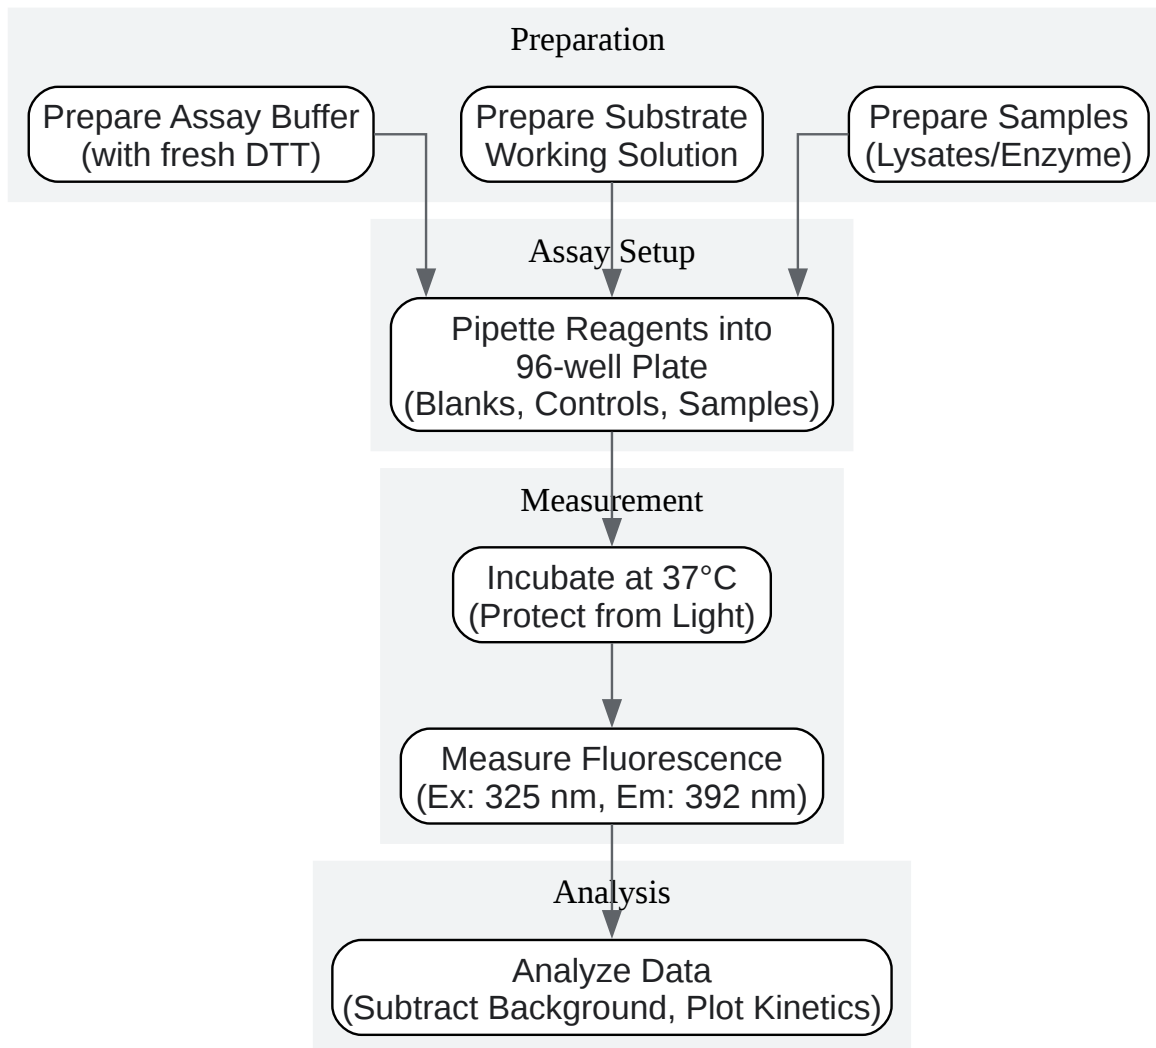 Preparation
Prepare Assay Buffer
(with fresh DTT)
Prepare Substrate
Working Solution
Prepare Samples
(Lysates/Enzyme)
Assay Setup
Pipette Reagents into
96-well Plate
(Blanks, Controls, Samples)
Measurement
Incubate at 37°C
(Protect from Light)
Measure Fluorescence
(Ex: 325 nm, Em: 392 nm)
Analysis
Analyze Data
(Subtract Background, Plot Kinetics)